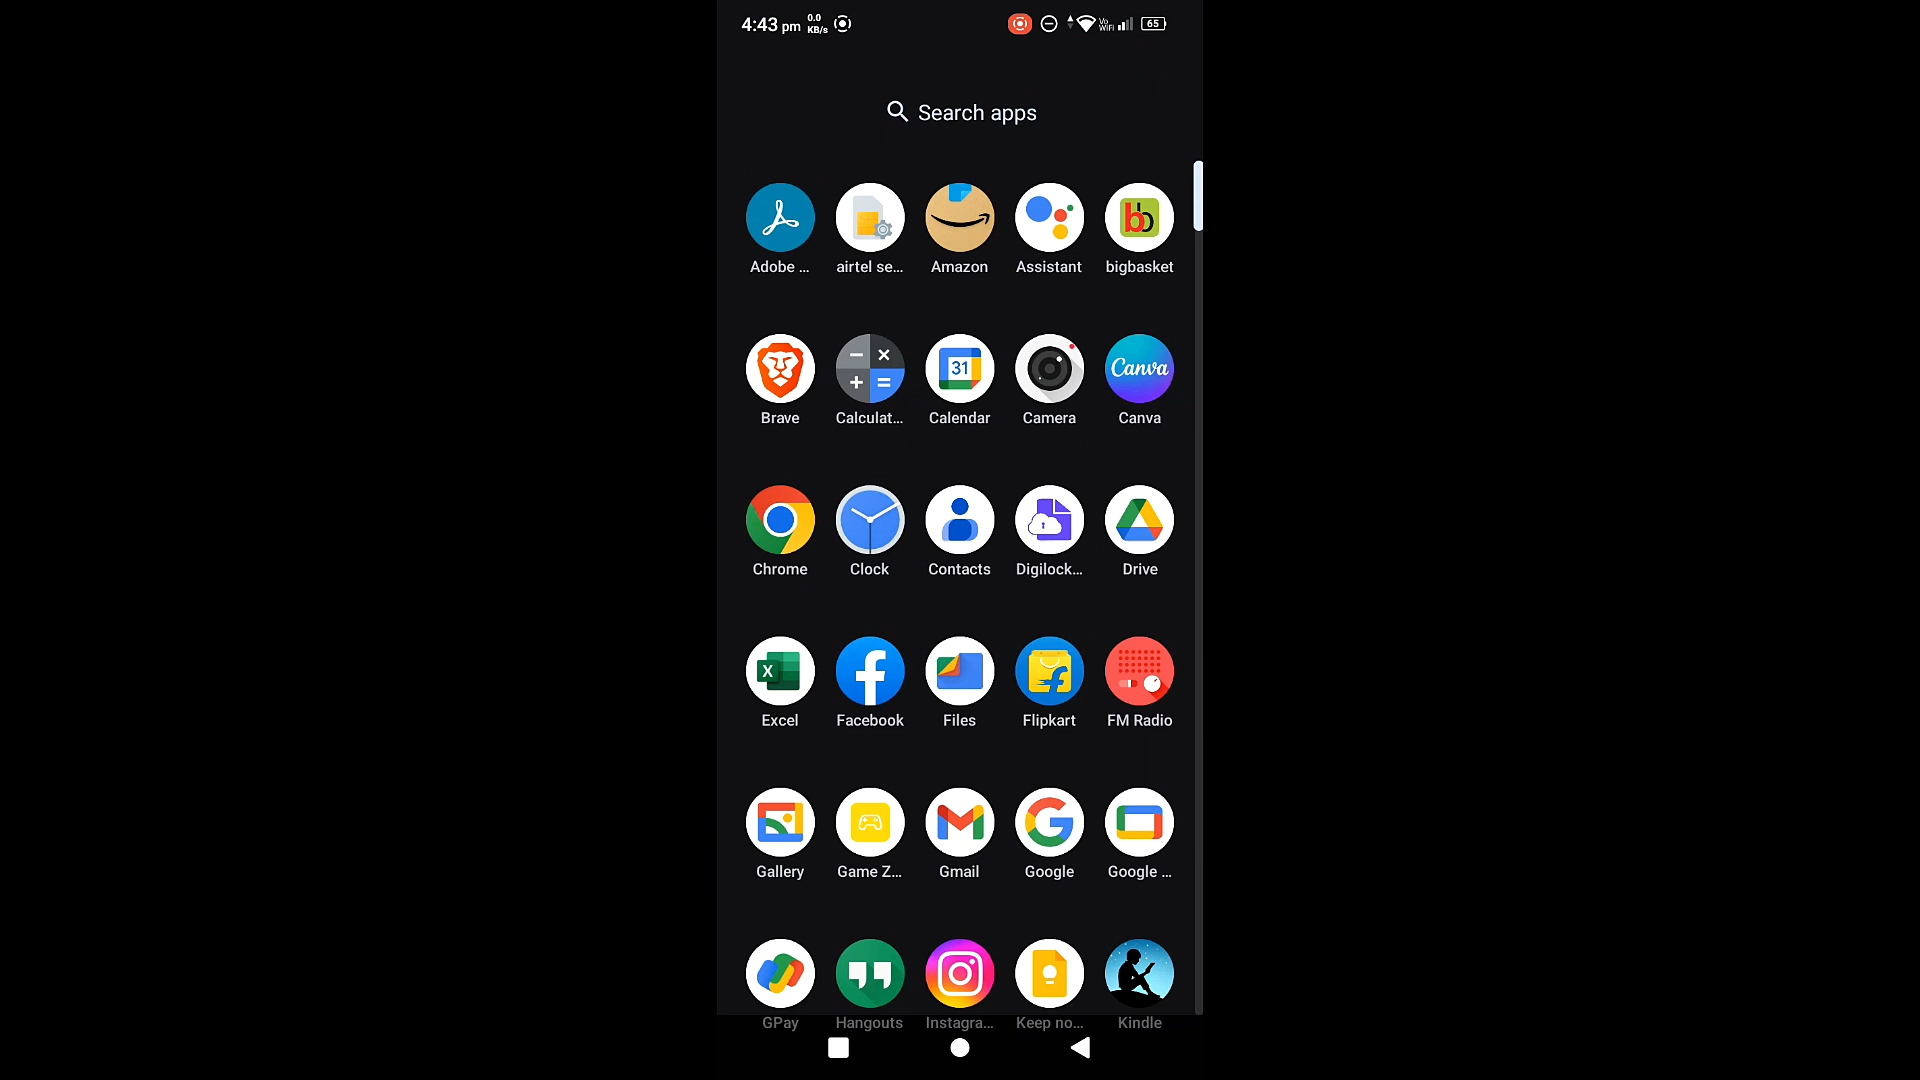 4:43 pm 0.0 KB/s Vo WiFi 65
Search apps
Adobe ... airtel se... Amazon Assistant bigbasket
31 Canva
Brave Calculat... Calendar Camera Canva
Chrome Clock Contacts Digilock... Drive
Excel Facebook Files Flipkart FM Radio
Gallery Game Z... Gmail Google Google ...
GPay Hangouts Instagra... Keep no... Kindle